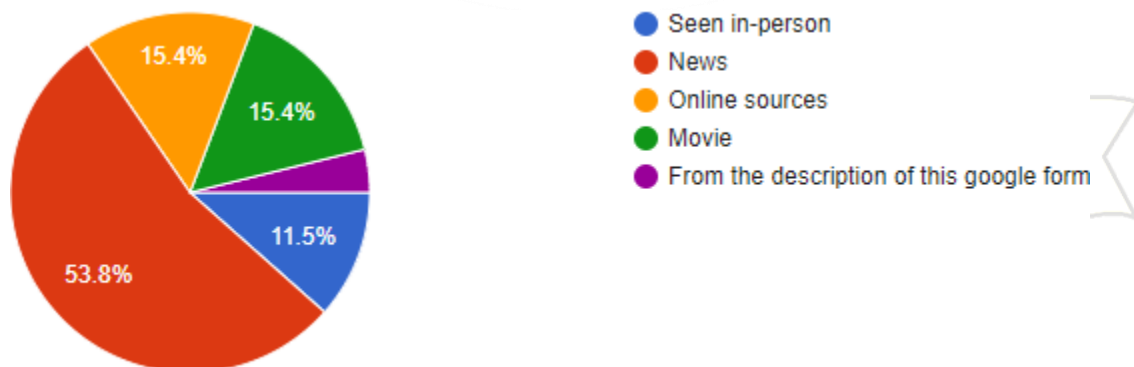 15.4%
15.4%
11.5%
53.8%
Seen in-person
News
Online sources
Movie
From the description of this google form